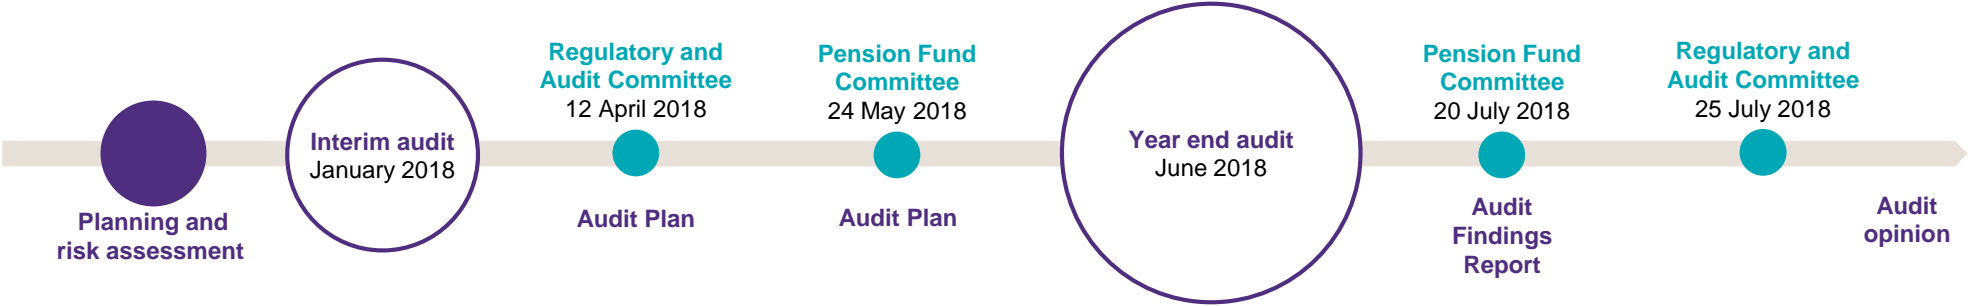 Planning and
risk assessment
Interim audit
January 2018
Regulatory and
Audit Committee
12 April 2018
Audit Plan
Pension Fund
Committee
24 May 2018
Audit Plan
Year end audit
June 2018
Pension Fund
Committee
20 July 2018
Audit
Findings
Report
Regulatory and
Audit Committee
25 July 2018
Audit
opinion